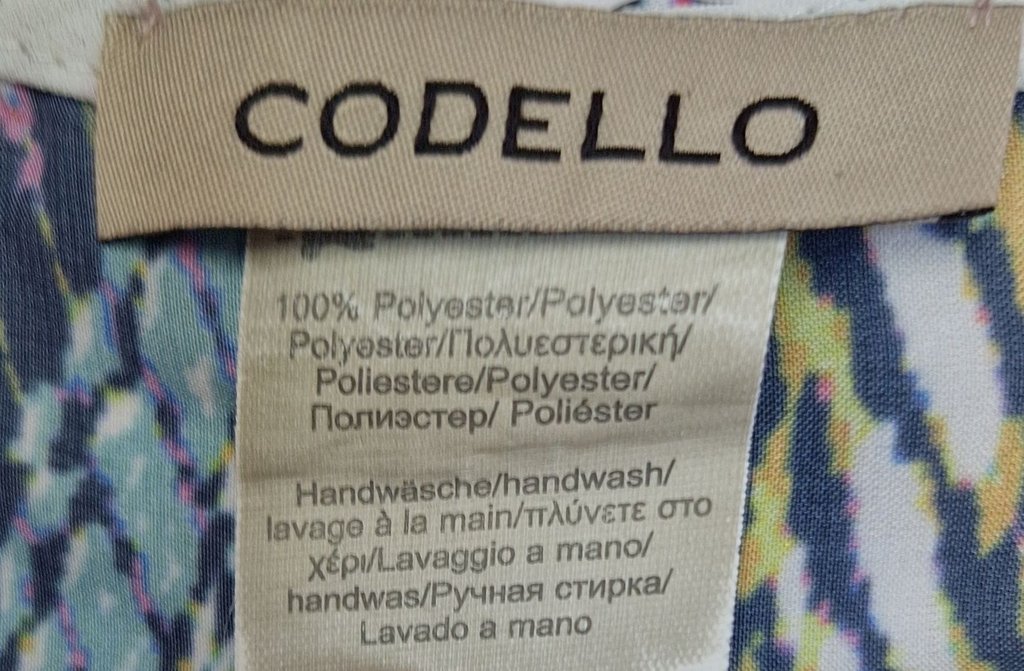 CODELLO
100% Polyester/Polyester/
Polyester/Πολυεστερική/
Poliestere/Polyester/
Полиэстер/ Poliéster
Handwäsche/handwash/
lavage à la main/πλύνετε στο
χέρι/Lavaggio a mano/
handwas/Ручная стирка/
Lavado a mano